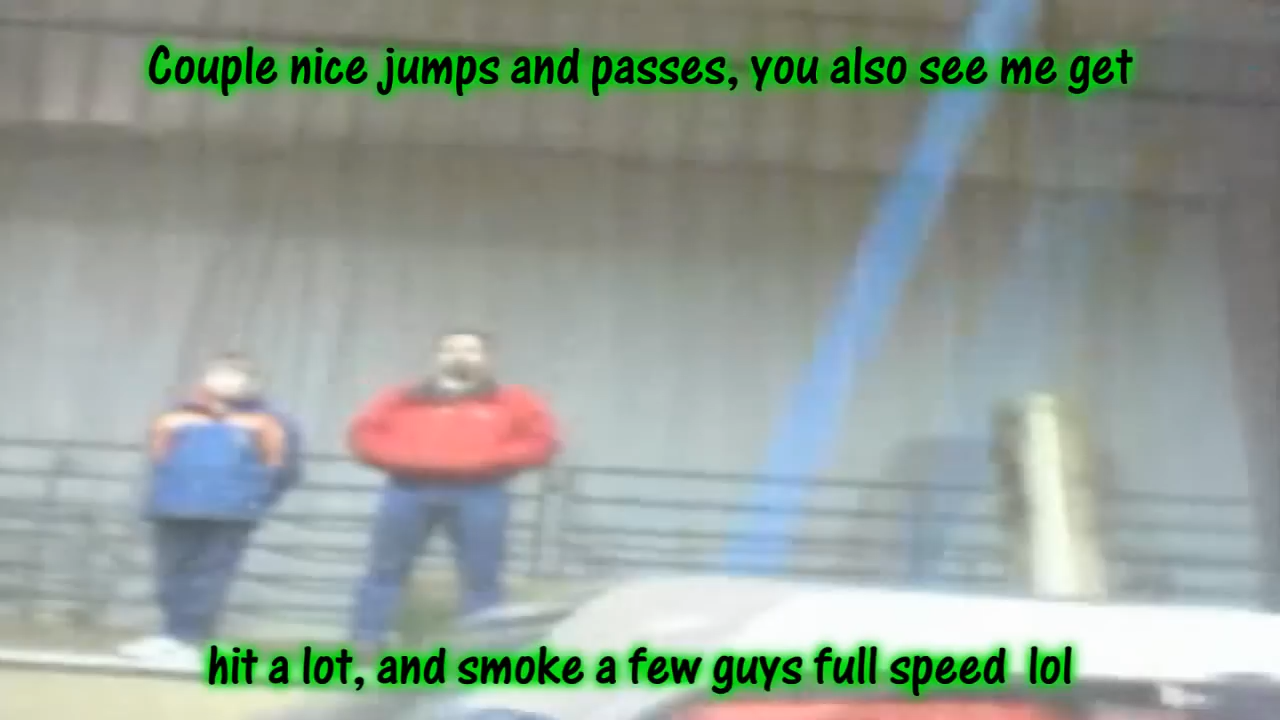 Couple nice jumps and passes, you also see me get
hit a lot, and smoke a few guys full speed  lol